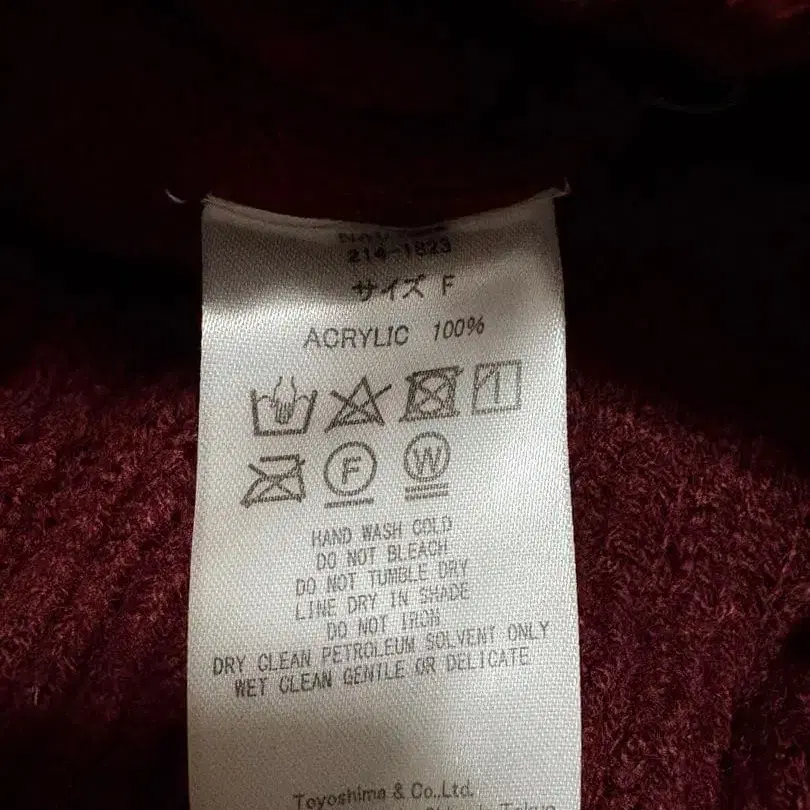 214-1823
サイズ F
ACRYLIC 100%
F W
HAND WASH COLD
DO NOT BLEACH
DO NOT TUMBLE DRY
LINE DRY IN SHADE
DO NOT IRON
DRY CLEAN PETROLEUM SOLVENT ONLY
WET CLEAN GENTLE OR DELICATE
Toyoshima & Co.,Ltd.